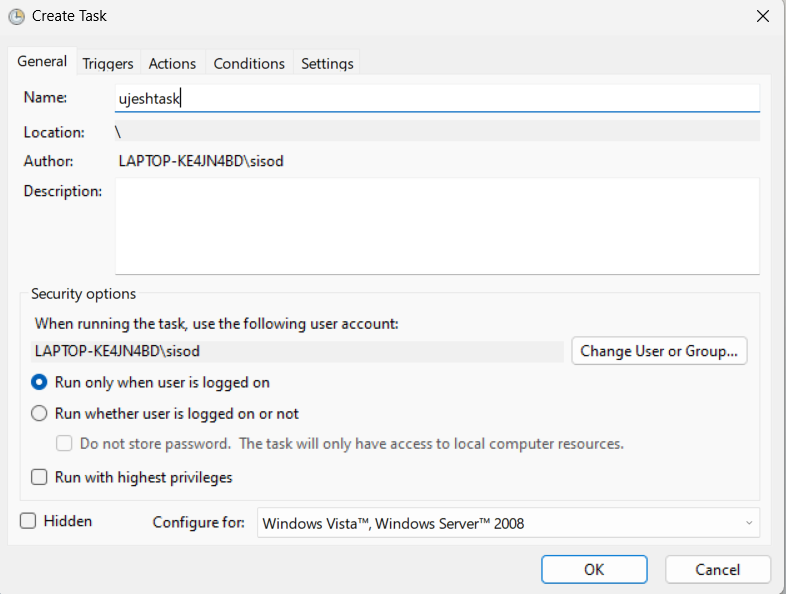 Create Task
General Triggers Actions Conditions Settings
Name: ujeshtask
Location: \
Author: LAPTOP-KE4JN4BD\sisod
Description:
Security options
When running the task, use the following user account:
LAPTOP-KE4JN4BD\sisod Change User or Group...
Run only when user is logged on
Run whether user is logged on or not
Do not store password. The task will only have access to local computer resources.
Run with highest privileges
Hidden Configure for: Windows Vista™, Windows Server™ 2008
OK Cancel